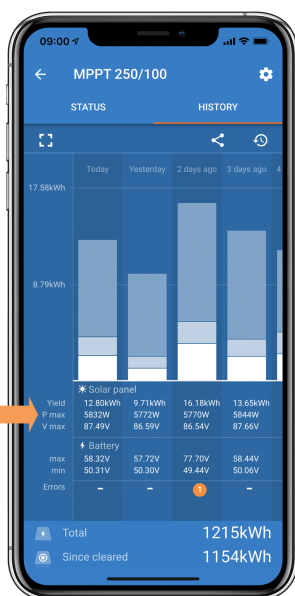 09:00
MPPT 250/100
STATUS HISTORY
Today Yesterday 2 days ago 3 days ago 4
17.58kWh
8.79kWh
Solar panel
Yield 12.80kWh 9.71kWh 16.18kWh 13.65kWh
P max 5832W 5772W 5770W 5844W
V max 87.49V 86.59V 86.54V 87.66V
Battery
max 58.32V 57.72V 77.70V 58.44V
min 50.31V 50.30V 49.44V 50.06V
Errors – – 1 –
Total 1215kWh
Since cleared 1154kWh